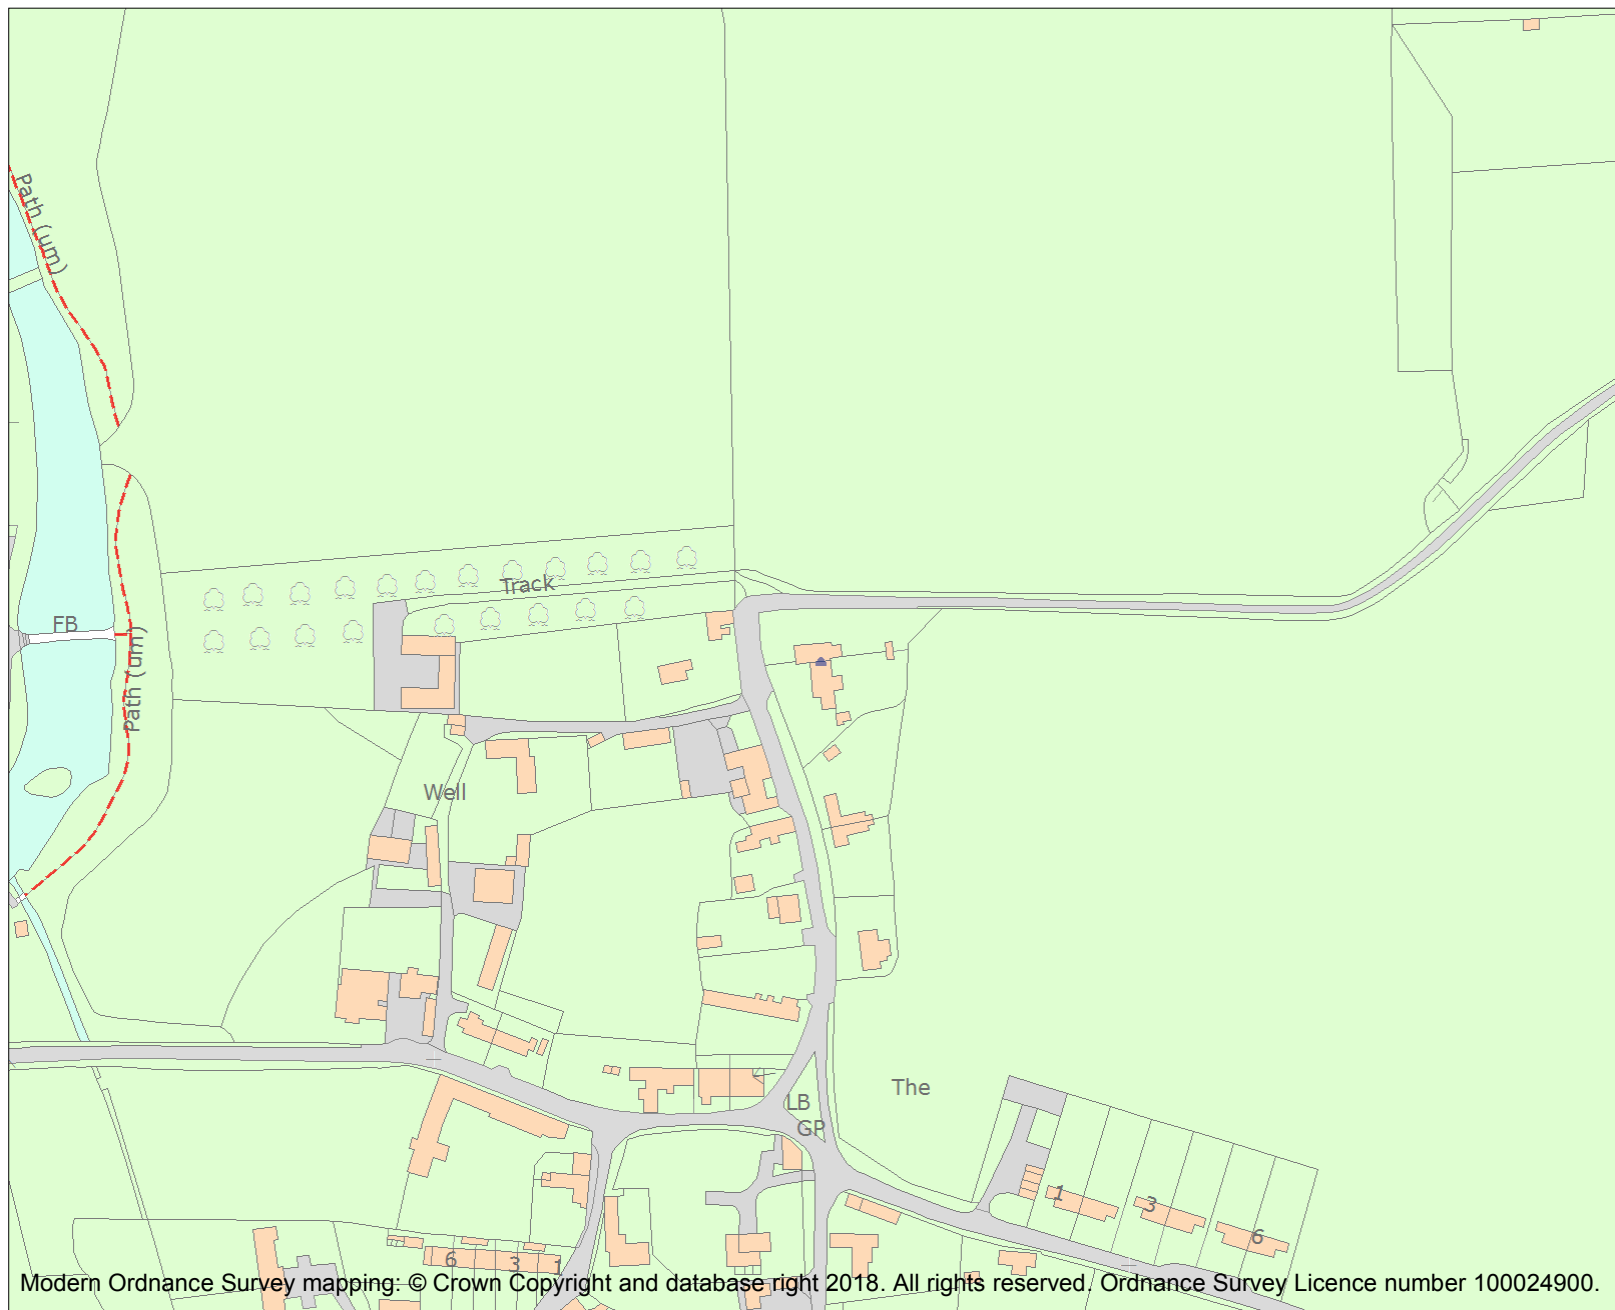 Path (um)
Track
FB
Path (um)
Well
The
LB
GP
1
3
6
6
3
1
Modern Ordnance Survey mapping: © Crown Copyright and database right 2018. All rights reserved. Ordnance Survey Licence number 100024900.